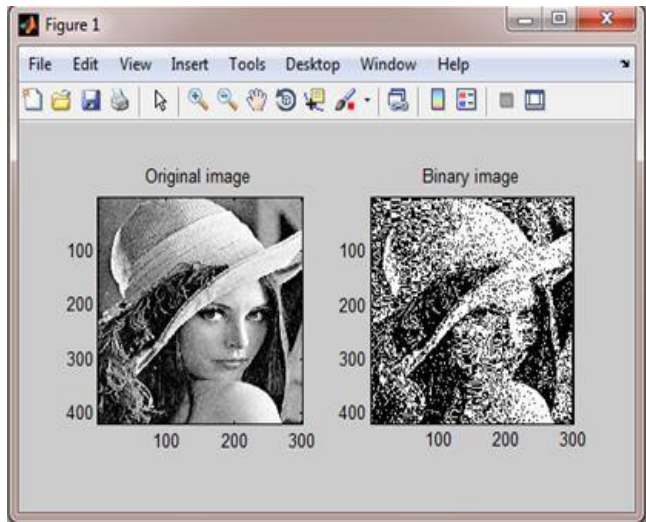 Figure 1
File Edit View Insert Tools Desktop Window Help
Original image
Binary image
100
200
300
400
100 200 300
100
200
300
400
100 200 300